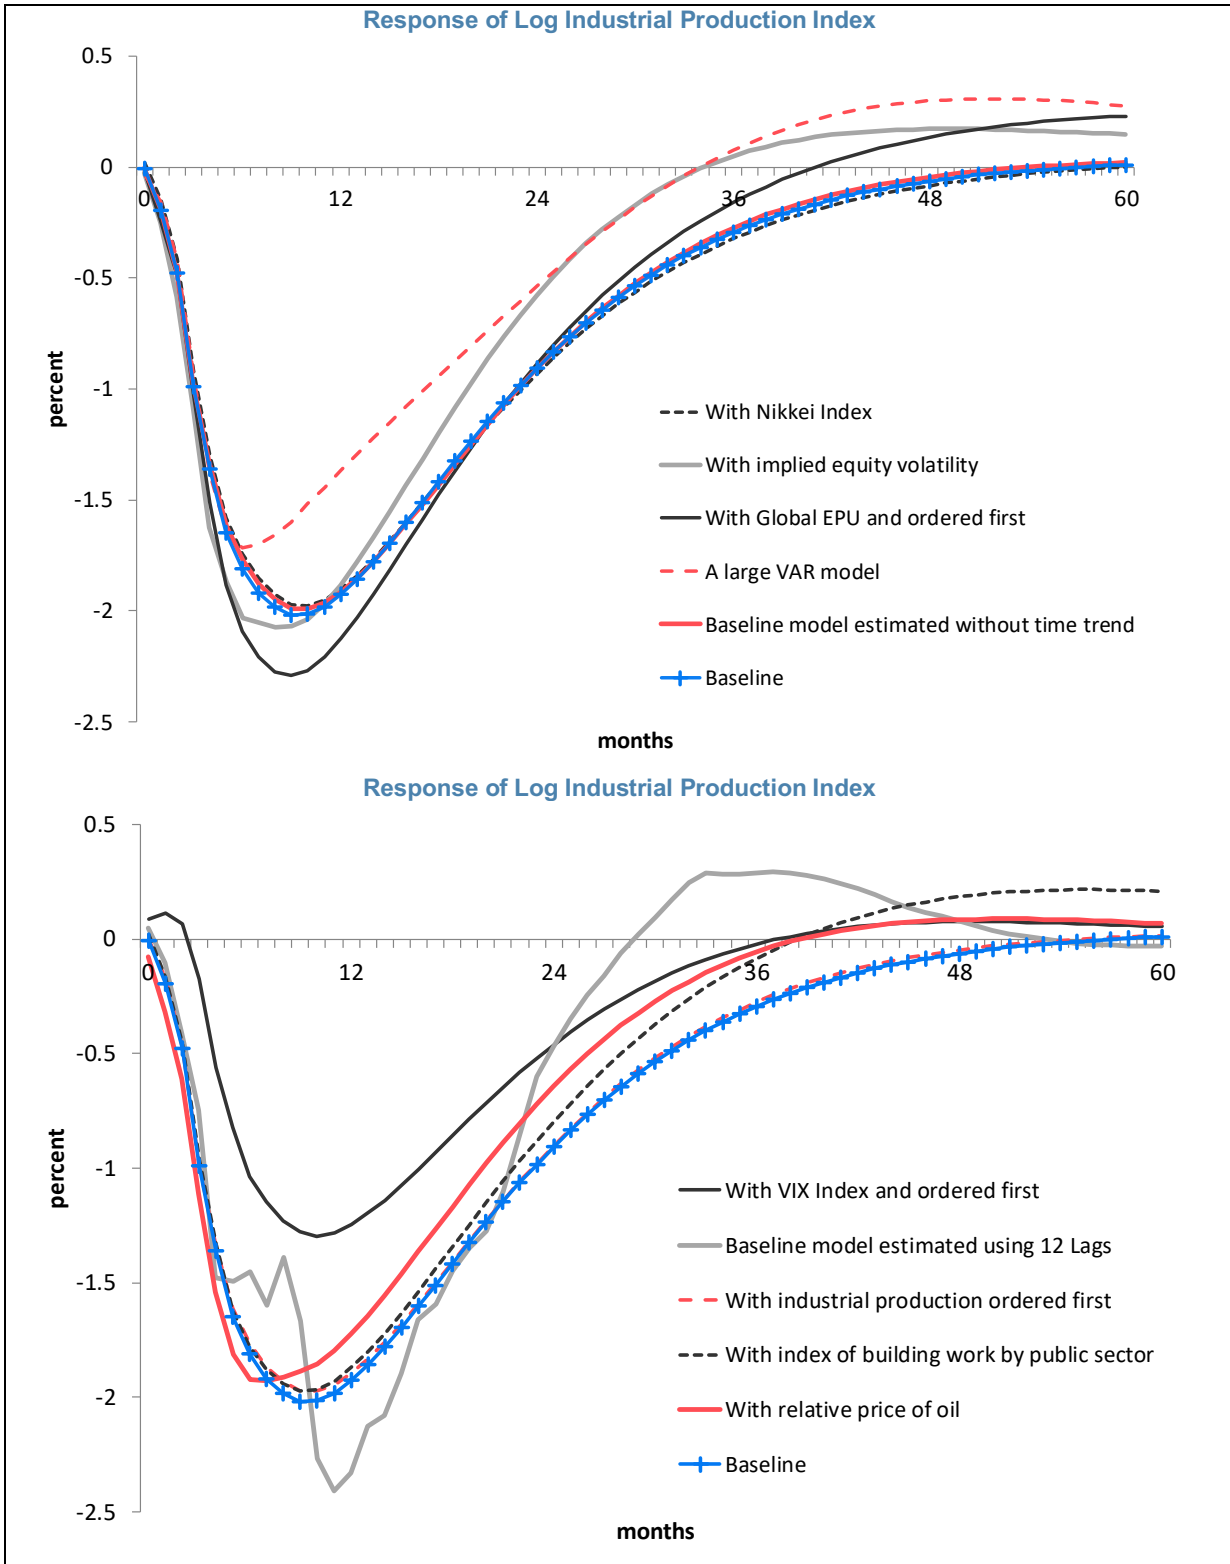 Response of Log Industrial Production Index
0.5
0
-0.5
-1
-1.5
-2
-2.5
0 12 24 36 48 60
percent
With Nikkei Index
With implied equity volatility
With Global EPU and ordered first
A large VAR model
Baseline model estimated without time trend
Baseline
months
Response of Log Industrial Production Index
0.5
0
-0.5
-1
-1.5
-2
-2.5
0 12 24 36 48 60
percent
With VIX Index and ordered first
Baseline model estimated using 12 Lags
With industrial production ordered first
With index of building work by public sector
With relative price of oil
Baseline
months